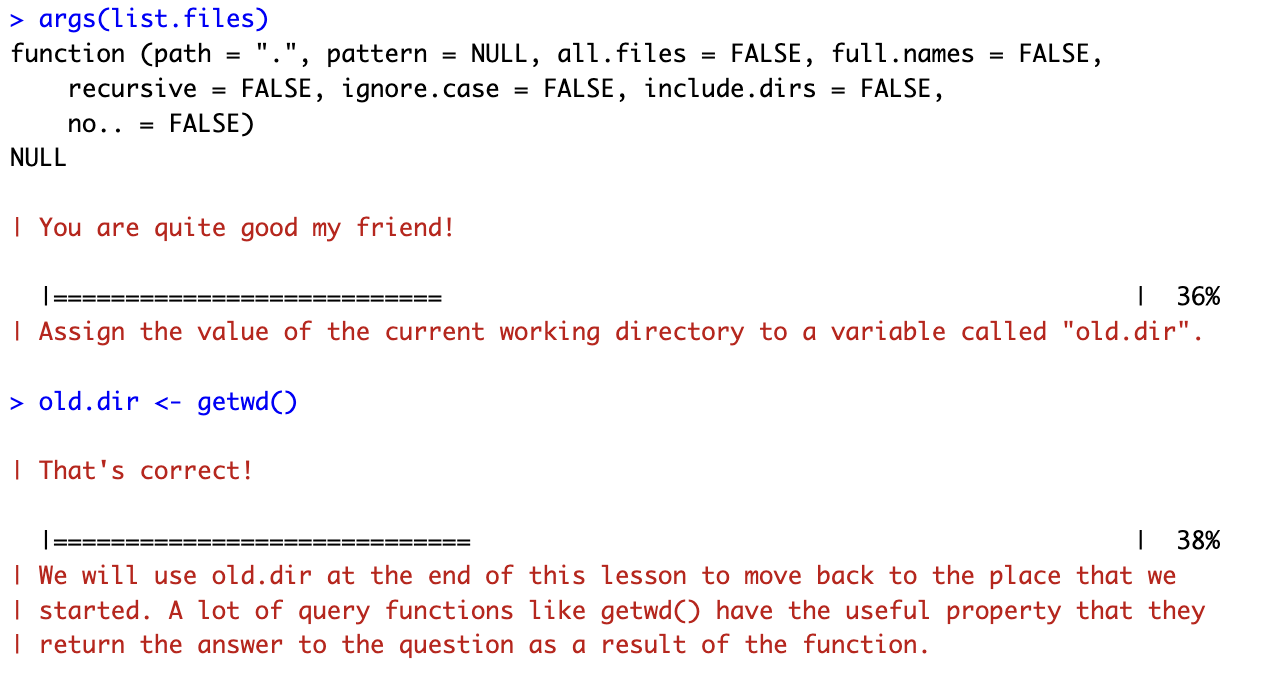 > args(list.files)
function (path = ".", pattern = NULL, all.files = FALSE, full.names = FALSE,
    recursive = FALSE, ignore.case = FALSE, include.dirs = FALSE,
    no.. = FALSE)
NULL
| You are quite good my friend!
  |===========================                                                | 36%
| Assign the value of the current working directory to a variable called "old.dir".
> old.dir <- getwd()
| That's correct!
  |=============================                                              | 38%
| We will use old.dir at the end of this lesson to move back to the place that we
| started. A lot of query functions like getwd() have the useful property that they
| return the answer to the question as a result of the function.